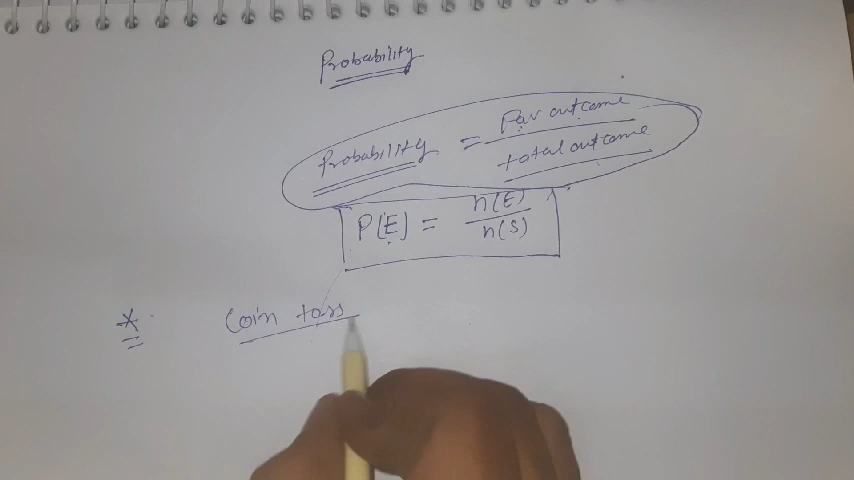 Probability
Probability = Fav outcome / total outcome
P(E) = n(E) / n(S)
* Coin toss